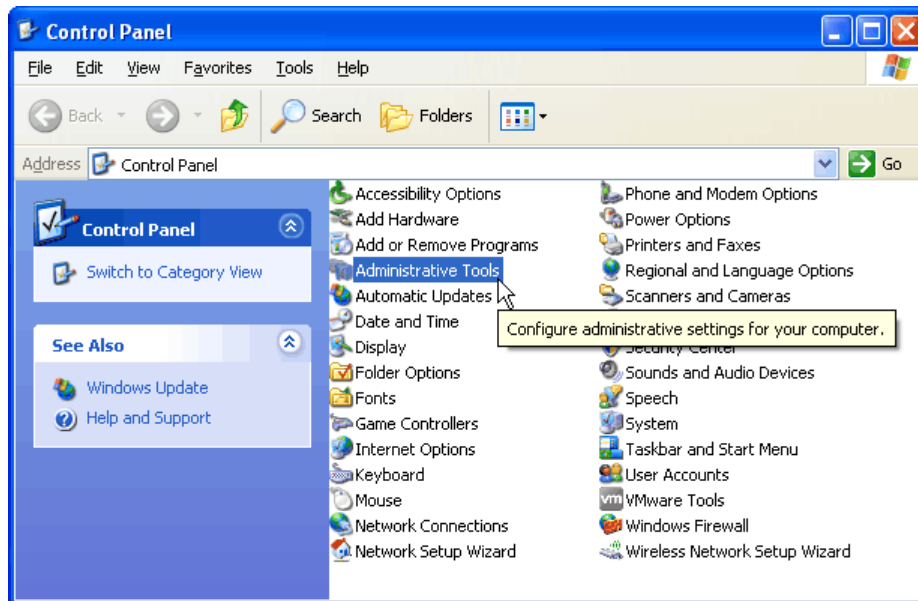 Control Panel
File Edit View Favorites Tools Help
Back Search Folders
Address Control Panel Go
Control Panel
Switch to Category View
See Also
Windows Update
Help and Support
Accessibility Options
Add Hardware
Add or Remove Programs
Administrative Tools
Automatic Updates
Date and Time
Display
Folder Options
Fonts
Game Controllers
Internet Options
Keyboard
Mouse
Network Connections
Network Setup Wizard
Phone and Modem Options
Power Options
Printers and Faxes
Regional and Language Options
Scanners and Cameras
Configure administrative settings for your computer.
Security Center
Sounds and Audio Devices
Speech
System
Taskbar and Start Menu
User Accounts
vm VMware Tools
Windows Firewall
Wireless Network Setup Wizard